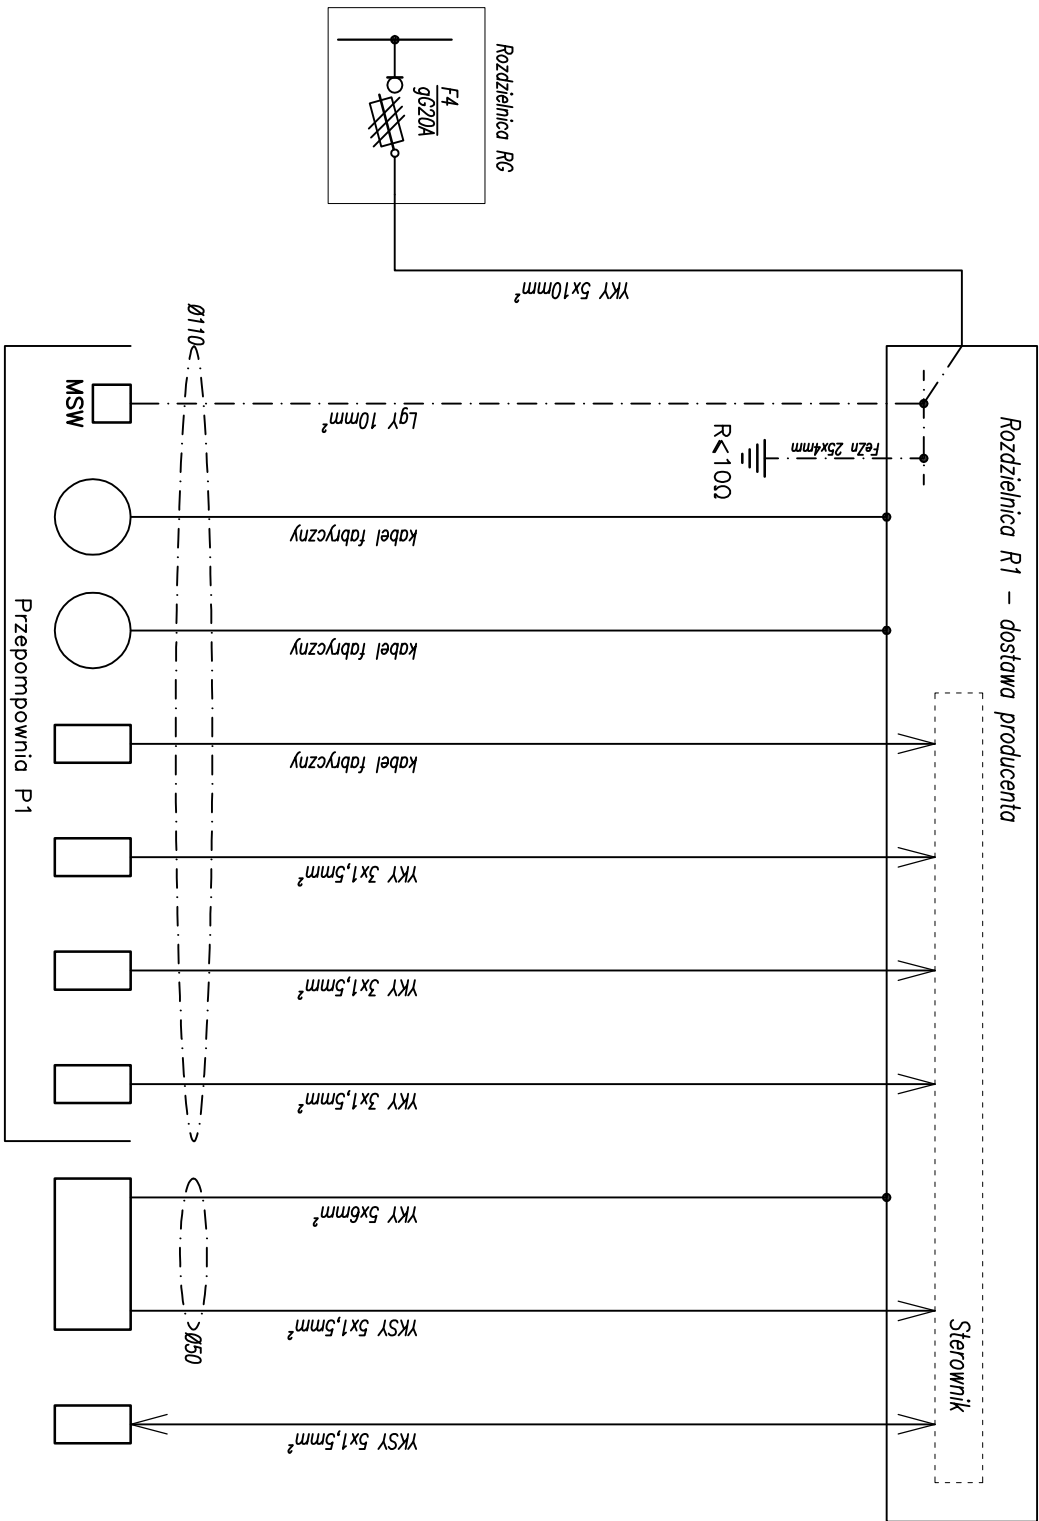 Rozdzielnica RG
F4
gG20A
YKY 5x10mm²
Rozdzielnica R1 – dostawa producenta
Sterownik
FeZn 25x4mm
R<10Ω
LgY 10mm²
kabel fabryczny
kabel fabryczny
kabel fabryczny
YKY 3x1,5mm²
YKY 3x1,5mm²
YKY 3x1,5mm²
YKY 5x6mm²
YKSY 5x1,5mm²
YKSY 5x1,5mm²
Ø110
Ø50
MSW
Przepompownia P1